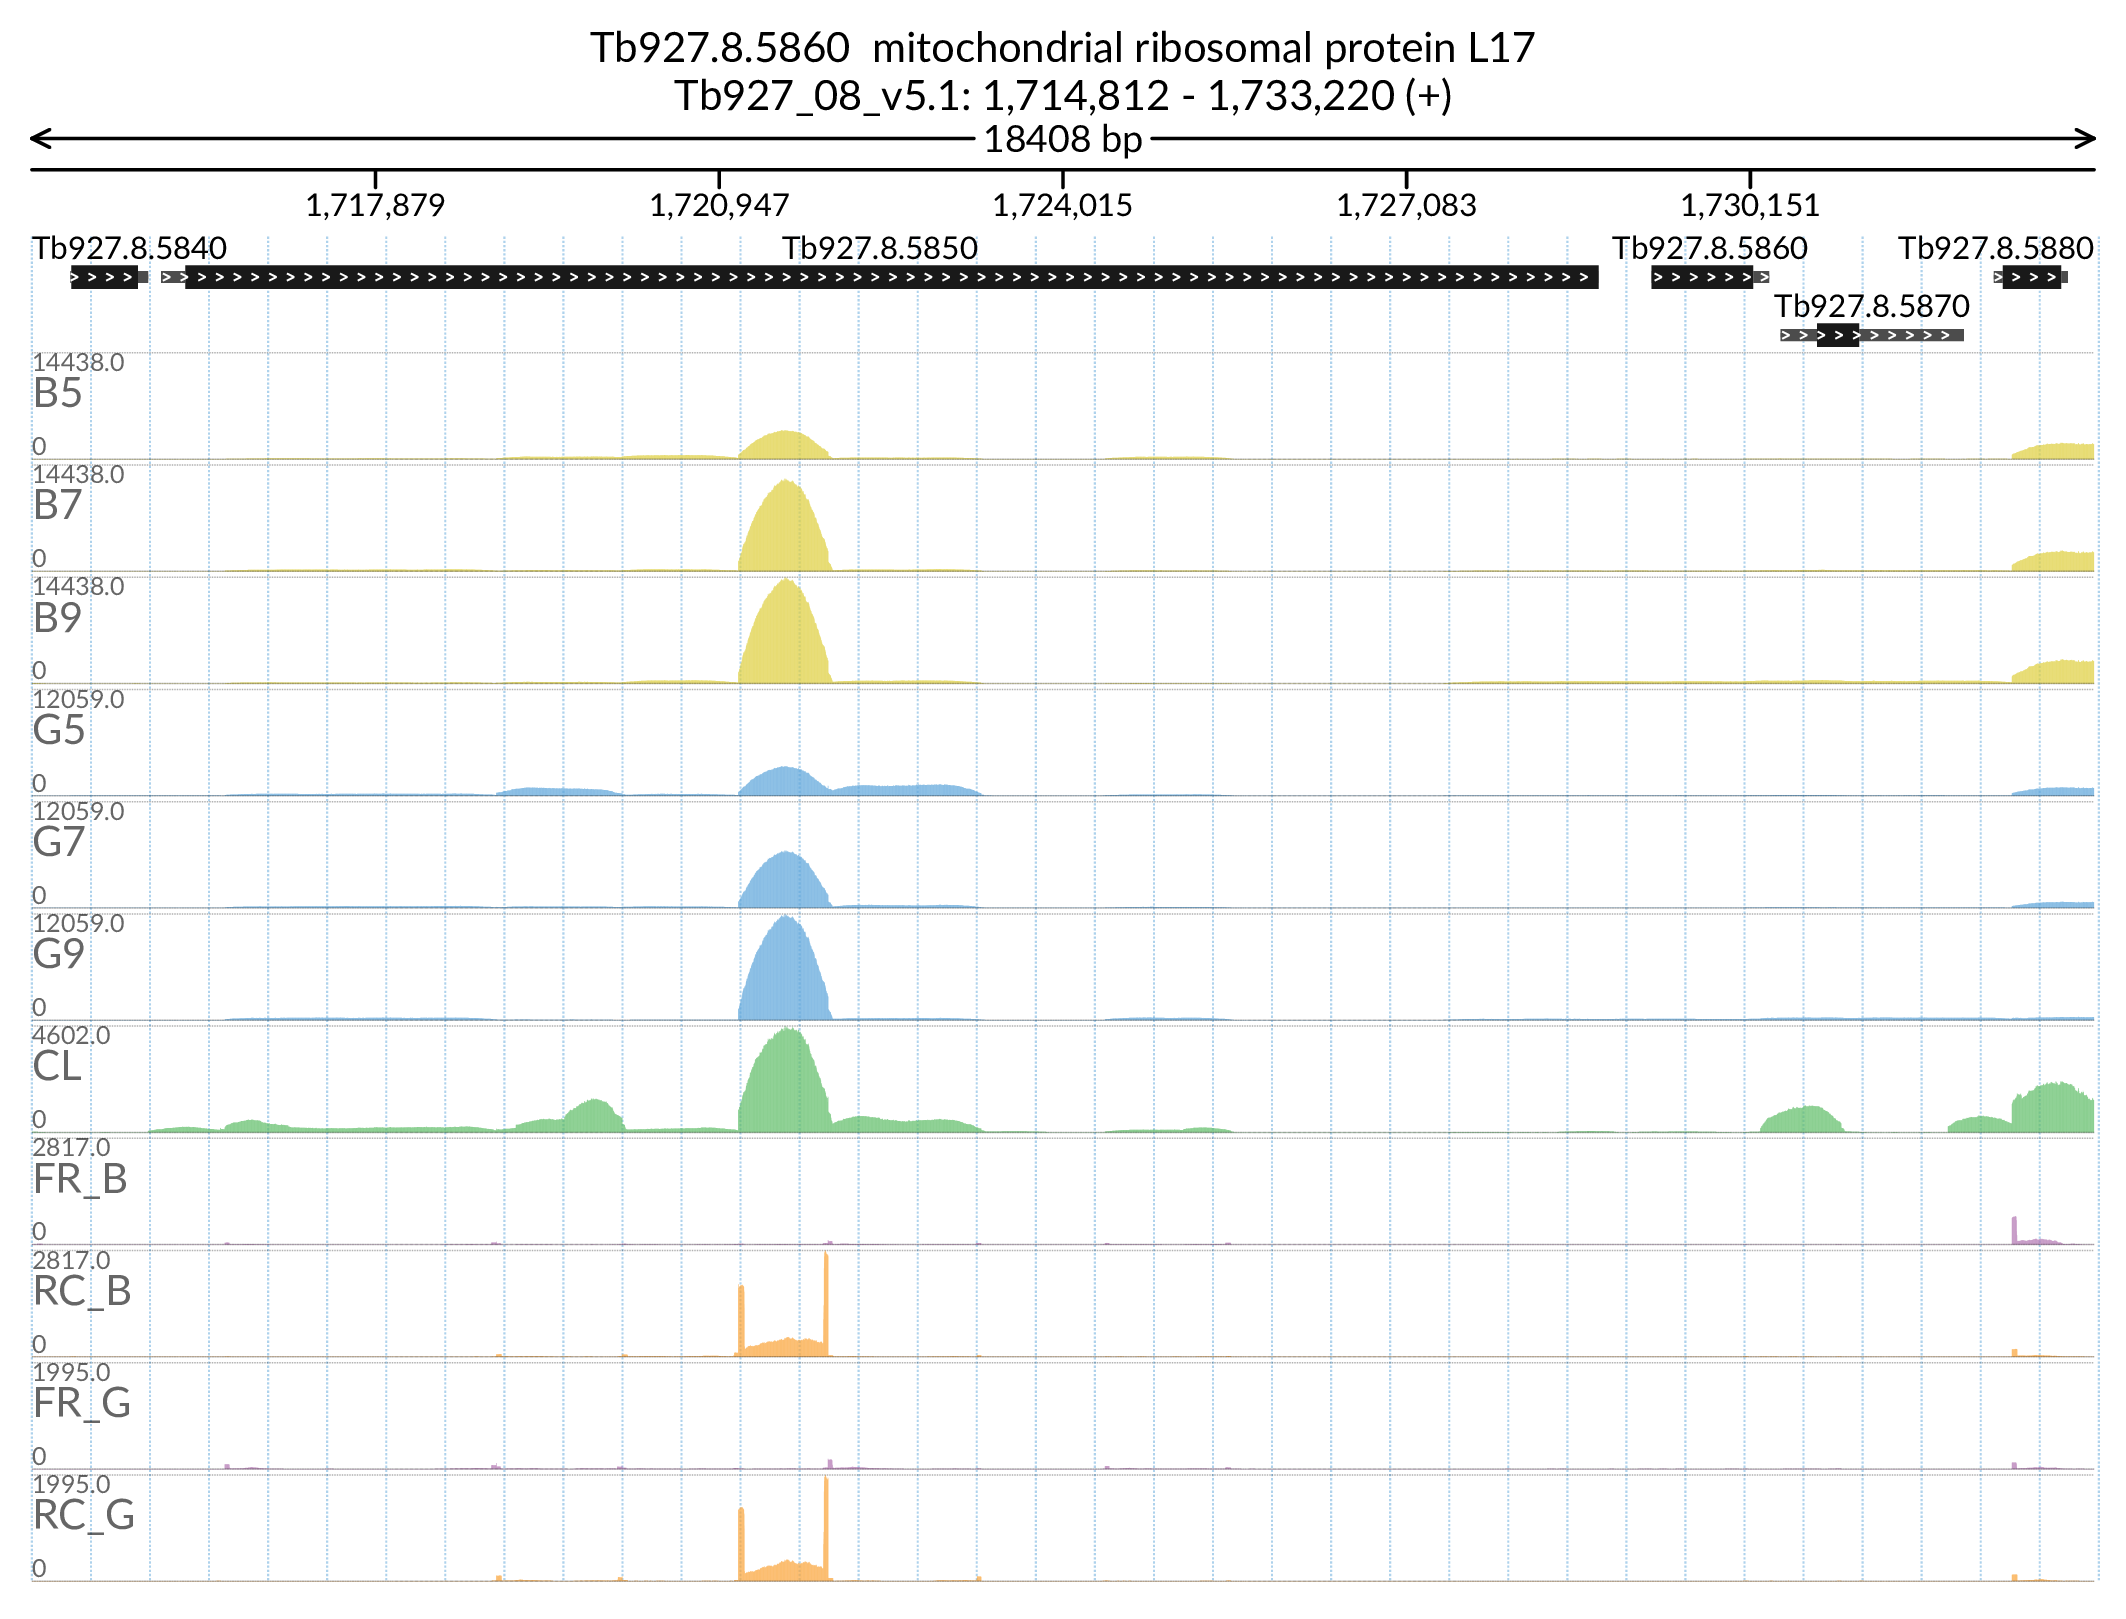 Tb927.8.5860  mitochondrial ribosomal protein L17
Tb927_08_v5.1: 1,714,812 - 1,733,220 (+)
18408 bp
1,717,879 1,720,947 1,724,015 1,727,083 1,730,151
Tb927.8.5840 Tb927.8.5850 Tb927.8.5860 Tb927.8.5880
Tb927.8.5870
14438.0
B5
0
14438.0
B7
0
14438.0
B9
0
12059.0
G5
0
12059.0
G7
0
12059.0
G9
0
4602.0
CL
0
2817.0
FR_B
0
2817.0
RC_B
0
1995.0
FR_G
0
1995.0
RC_G
0